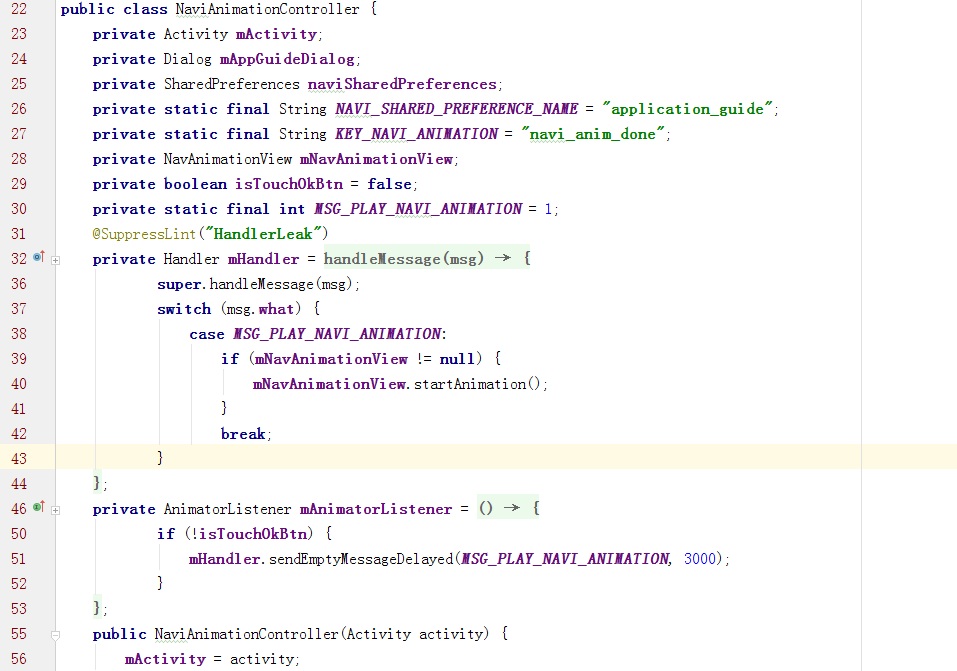 22 public class NaviAnimationController {
23     private Activity mActivity;
24     private Dialog mAppGuideDialog;
25     private SharedPreferences naviSharedPreferences;
26     private static final String NAVI_SHARED_PREFERENCE_NAME = "application_guide";
27     private static final String KEY_NAVI_ANIMATION = "navi_anim_done";
28     private NavAnimationView mNavAnimationView;
29     private boolean isTouchOkBtn = false;
30     private static final int MSG_PLAY_NAVI_ANIMATION = 1;
31     @SuppressLint("HandlerLeak")
32     private Handler mHandler = handleMessage(msg) → {
36             super.handleMessage(msg);
37             switch (msg.what) {
38                 case MSG_PLAY_NAVI_ANIMATION:
39                     if (mNavAnimationView != null) {
40                         mNavAnimationView.startAnimation();
41                     }
42                     break;
43             }
44     };
46     private AnimatorListener mAnimatorListener = () → {
50             if (!isTouchOkBtn) {
51                 mHandler.sendEmptyMessageDelayed(MSG_PLAY_NAVI_ANIMATION, 3000);
52             }
53     };
55     public NaviAnimationController(Activity activity) {
56         mActivity = activity;